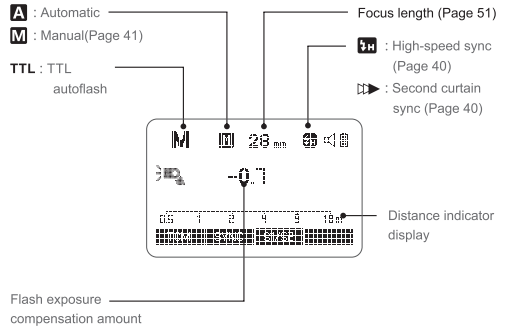 A : Automatic
M : Manual(Page 41)
TTL : TTL
autoflash
Focus length (Page 51)
H : High-speed sync
(Page 40)
: Second curtain
sync (Page 40)
M M 28 mm
-0.7
0.5 1 2 4 9 18 m
Distance indicator
display
Flash exposure
compensation amount